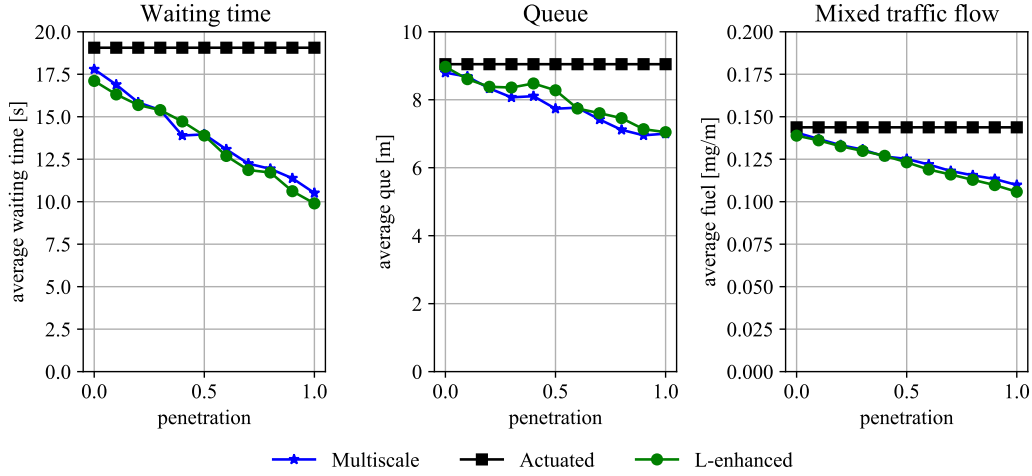 Waiting time
20.0
17.5
15.0
12.5
10.0
7.5
5.0
2.5
0.0
average waiting time [s]
0.0 0.5 1.0
penetration
Queue
10
8
6
4
2
0
average que [m]
0.0 0.5 1.0
penetration
Mixed traffic flow
0.200
0.175
0.150
0.125
0.100
0.075
0.050
0.025
0.000
average fuel [mg/m]
0.0 0.5 1.0
penetration
Multiscale Actuated L-enhanced